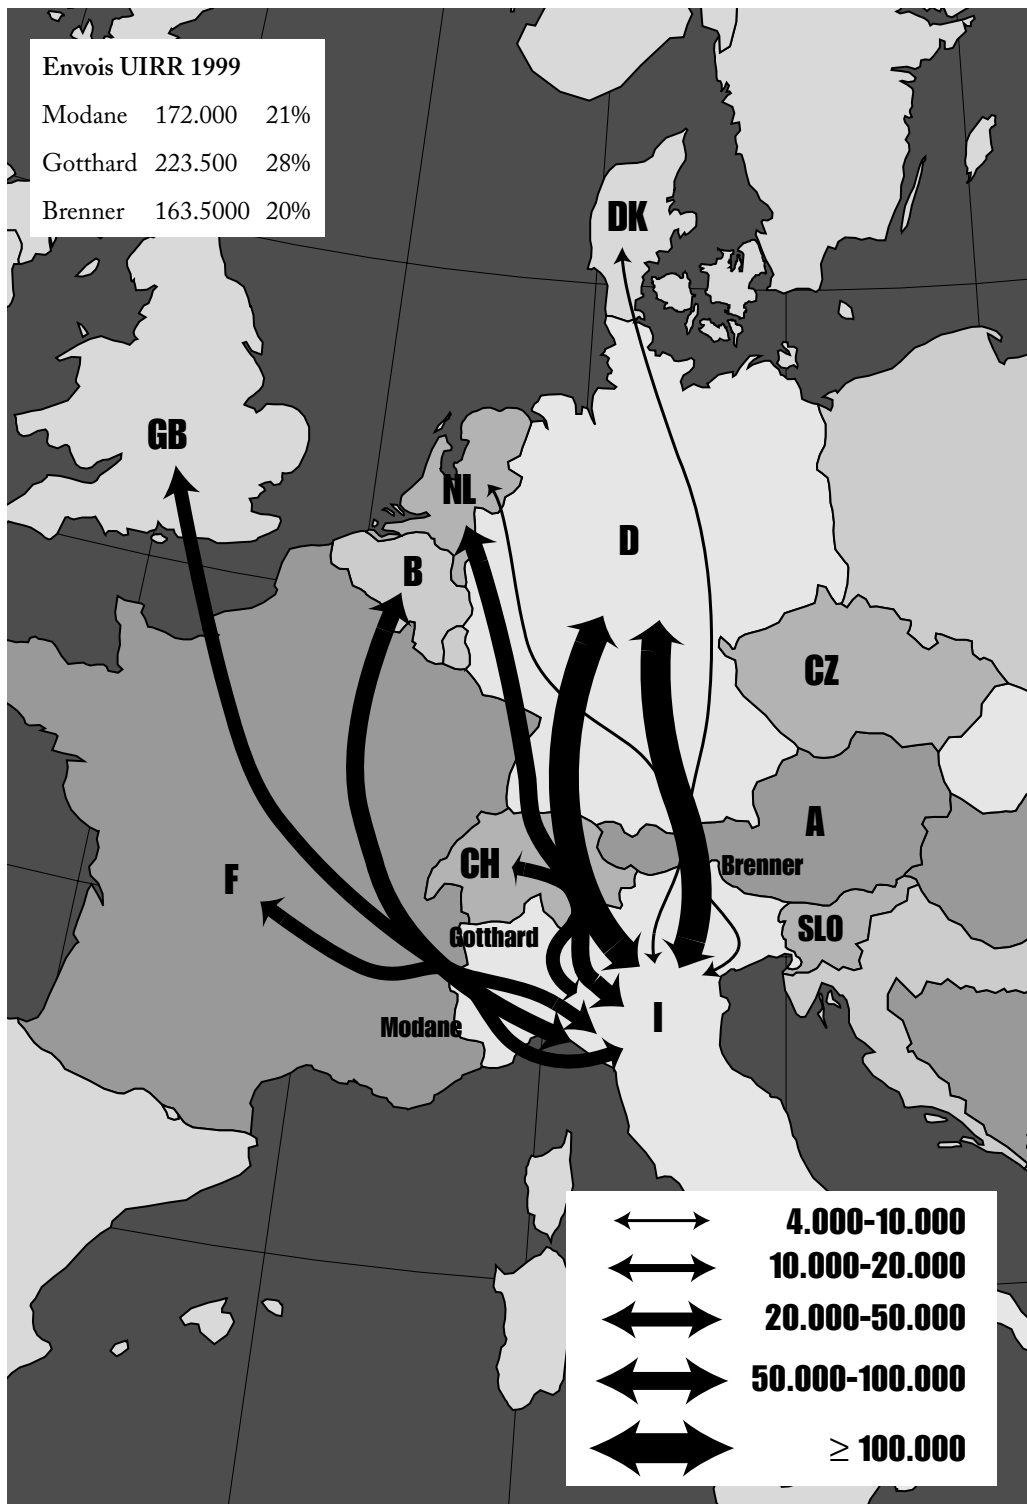 Envois UIRR 1999
Modane 172.000 21%
Gotthard 223.500 28%
Brenner 163.5000 20%
DK
GB
NL
D
B
CZ
A
Brenner
CH
F
SLO
Gotthard
I
Modane
4.000-10.000
10.000-20.000
20.000-50.000
50.000-100.000
≥ 100.000